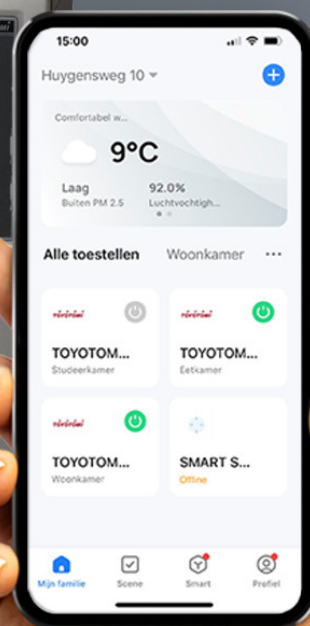 15:00
Huygensweg 10
Comfortabel w...
9°C
Laag
92.0%
Buiten PM 2.5
Luchtvochtigh...
Alle toestellen
Woonkamer
...
TOYOTOM...
Studeerkamer
TOYOTOM...
Eetkamer
TOYOTOM...
Woonkamer
SMART S...
Offline
Mijn familie
Scene
Smart
Profiel